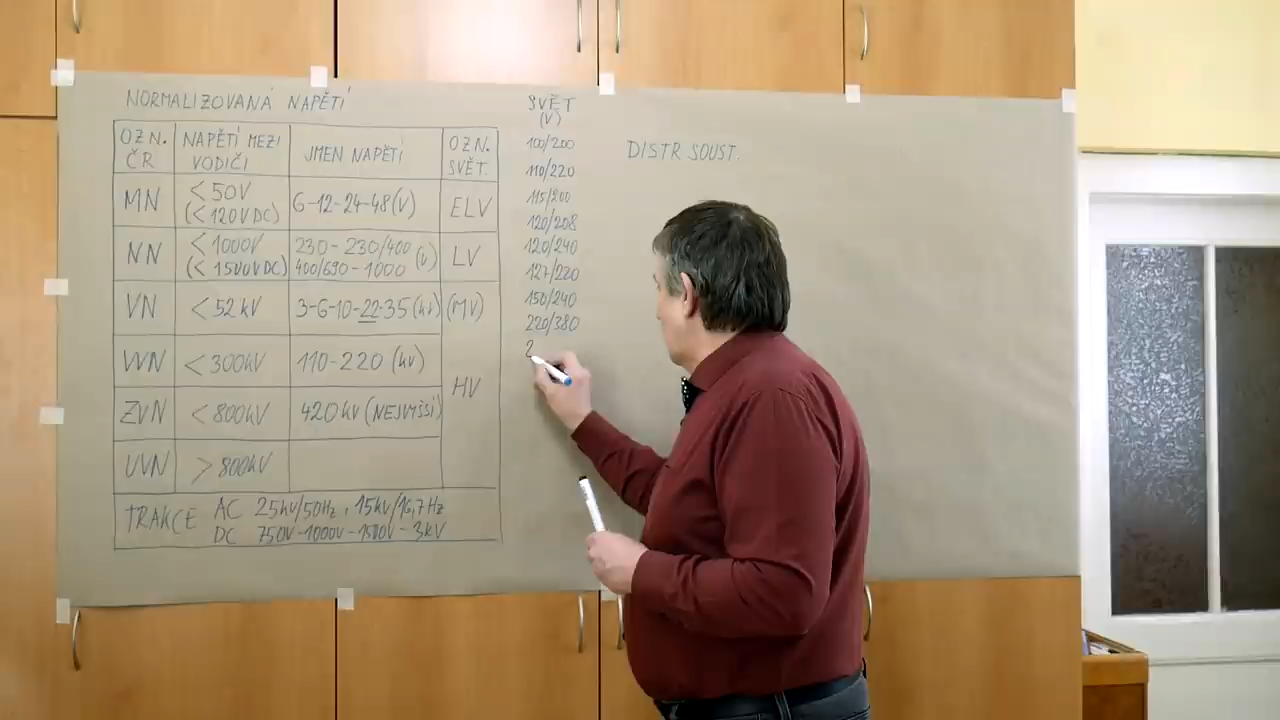 NORMALIZOVANÁ NAPĚTÍ
OZN. ČR
NAPĚTÍ MEZI VODIČI
JMEN NAPĚTÍ
OZN. SVĚT.
MN
<50V
(<120V DC)
6-12-24-48(V)
ELV
NN
<1000V
(<1500V DC)
230-230/400 (V)
400/690-1000
LV
VN
<52 kV
3-6-10-22-35 (kV)
(MV)
VVN
<300kV
110-220 (kV)
HV
ZVN
<800kV
420kV (NEJVYŠŠÍ)
UVN
>800kV
TRAKCE AC 25kV/50Hz, 15kV/16,7Hz
DC 750V-1000V-1500V-3kV
SVĚT
(V)
100/200
110/220
115/200
120/208
120/240
127/220
150/240
220/380
2
DISTR SOUST.